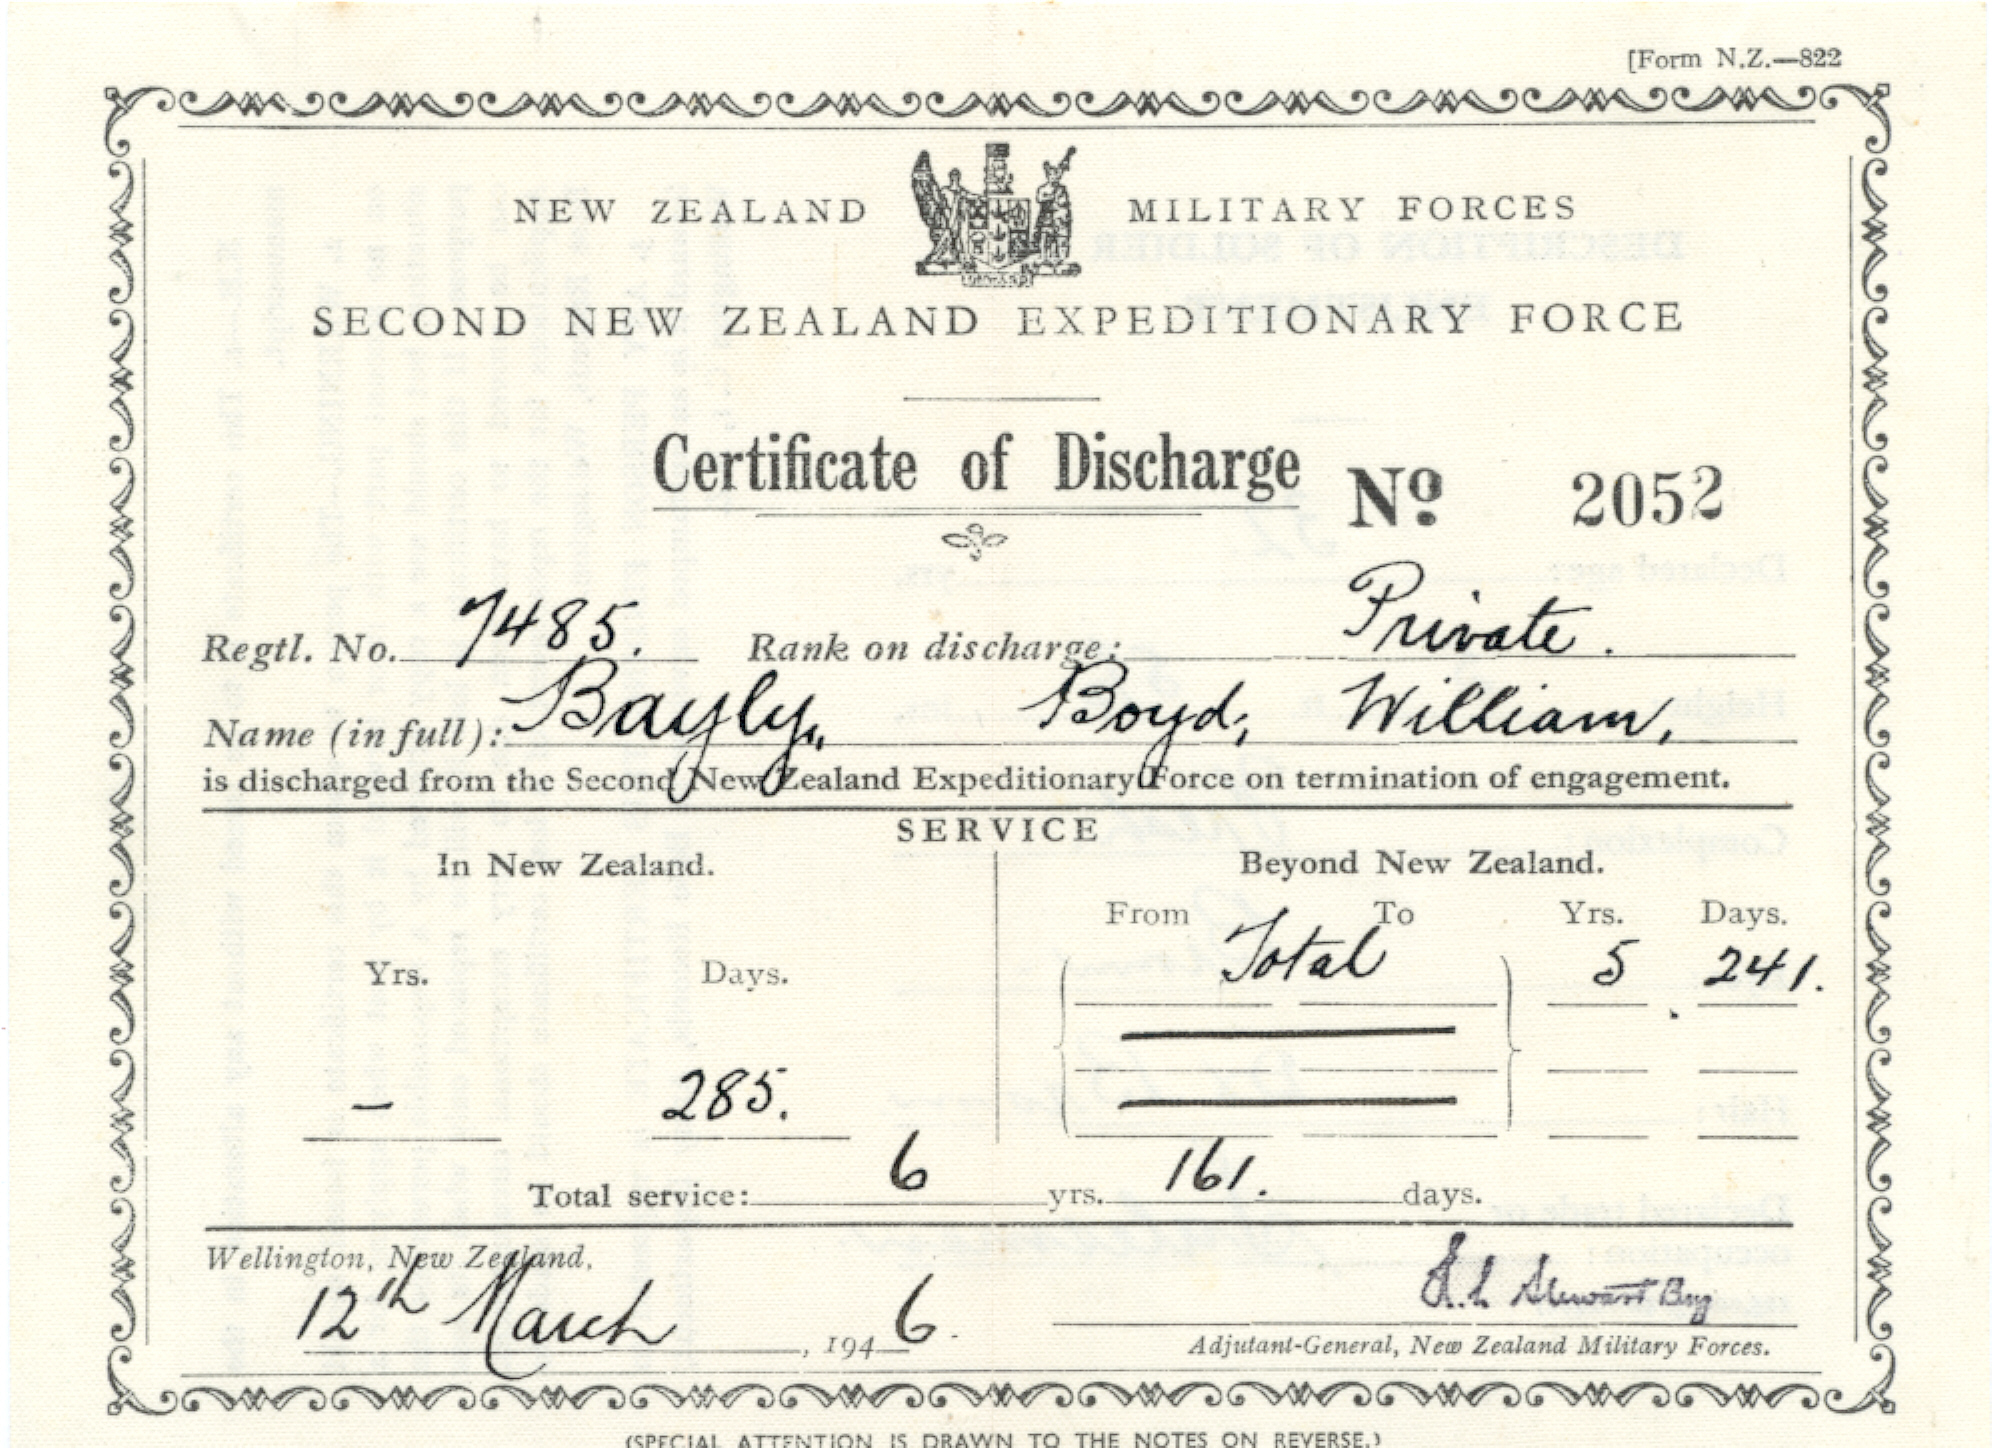 [Form N.Z.—822
NEW ZEALAND MILITARY FORCES
SECOND NEW ZEALAND EXPEDITIONARY FORCE
Certificate of Discharge No. 2052
Regtl. No. 7485. Rank on discharge: Private.
Name (in full): Bayly, Boyd, William,
is discharged from the Second New Zealand Expeditionary Force on termination of engagement.
SERVICE
In New Zealand. Beyond New Zealand.
From To Yrs. Days.
Total 5 241.
Yrs. Days.
– 285.
Total service: 6 yrs. 161. days.
Wellington, New Zealand,
12th March, 1946.
Stewart Brig
Adjutant-General, New Zealand Military Forces.
(SPECIAL ATTENTION IS DRAWN TO THE NOTES ON REVERSE.)